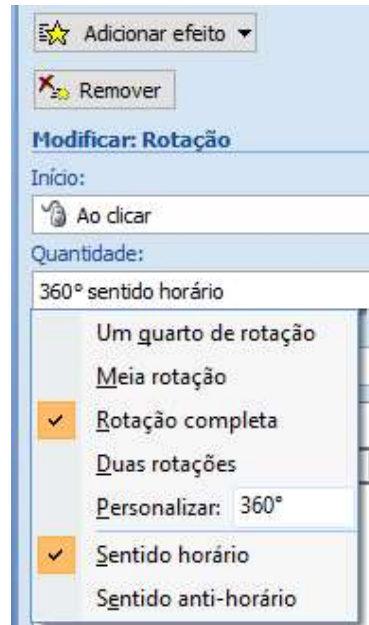 Adicionar efeito
Remover
Modificar: Rotação
Início:
Ao clicar
Quantidade:
360° sentido horário
Um quarto de rotação
Meia rotação
Rotação completa
Duas rotações
Personalizar: 360°
Sentido horário
Sentido anti-horário